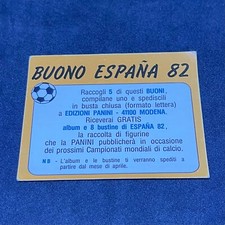 BUONO ESPAÑA 82
Raccogli 5 di questi BUONI,
compilane uno e spediscili
in busta chiusa (formato lettera)
a EDIZIONI PANINI - 41100 MODENA.
Riceverai GRATIS
album e 8 bustine di ESPAÑA 82,
la raccolta di figurine
che la PANINI pubblicherà in occasione
dei prossimi Campionati mondiali di calcio.
N B - L'album e le bustine ti verranno spediti a
partire dal mese di aprile.